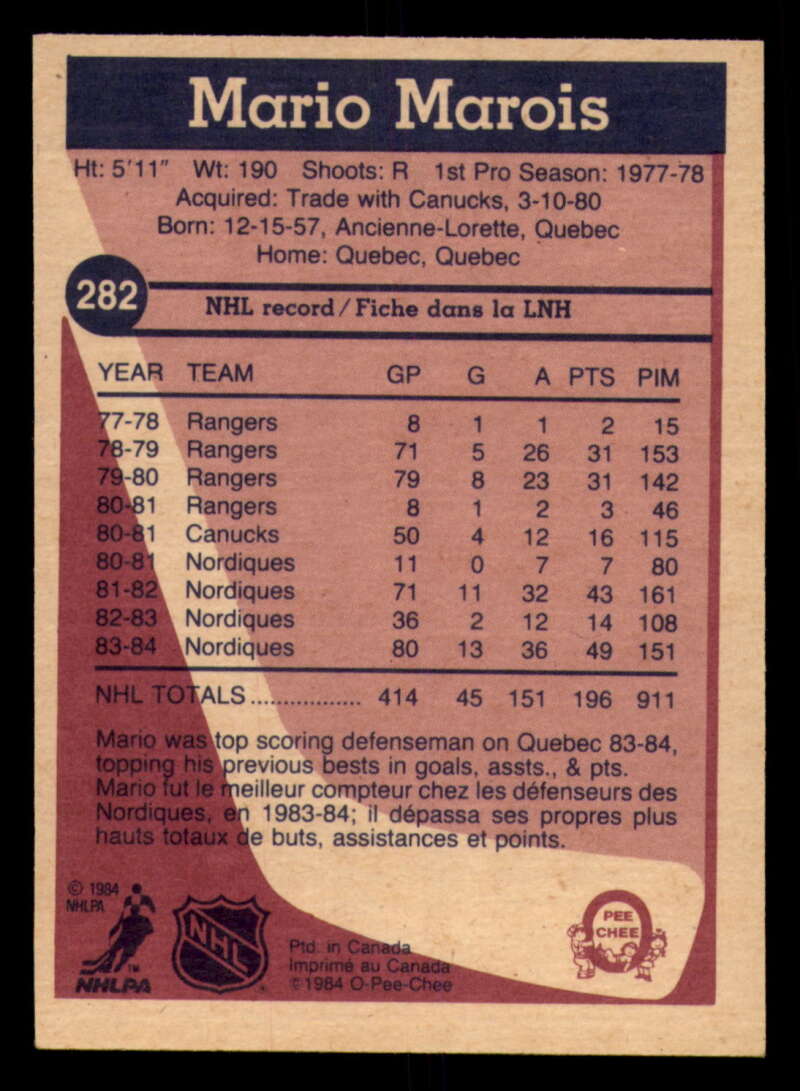 Mario Marois
Ht: 5'11" Wt: 190 Shoots: R 1st Pro Season: 1977-78
Acquired: Trade with Canucks, 3-10-80
Born: 12-15-57, Ancienne-Lorette, Quebec
Home: Quebec, Quebec
282
NHL record/Fiche dans la LNH
YEAR TEAM GP G A PTS PIM
77-78 Rangers 8 1 1 2 15
78-79 Rangers 71 5 26 31 153
79-80 Rangers 79 8 23 31 142
80-81 Rangers 8 1 2 3 46
80-81 Canucks 50 4 12 16 115
80-81 Nordiques 11 0 7 7 80
81-82 Nordiques 71 11 32 43 161
82-83 Nordiques 36 2 12 14 108
83-84 Nordiques 80 13 36 49 151
NHL TOTALS................. 414 45 151 196 911
Mario was top scoring defenseman on Quebec 83-84,
topping his previous bests in goals, assts., & pts.
Mario fut le meilleur compteur chez les défenseurs des
Nordiques, en 1983-84; il dépassa ses propres plus
hauts totaux de buts, assistances et points.
© 1984
NHLPA
TM
NHLPA
NHL
Ptd. in Canada
Imprimé au Canada
©1984 O-Pee-Chee
PEE
CHEE